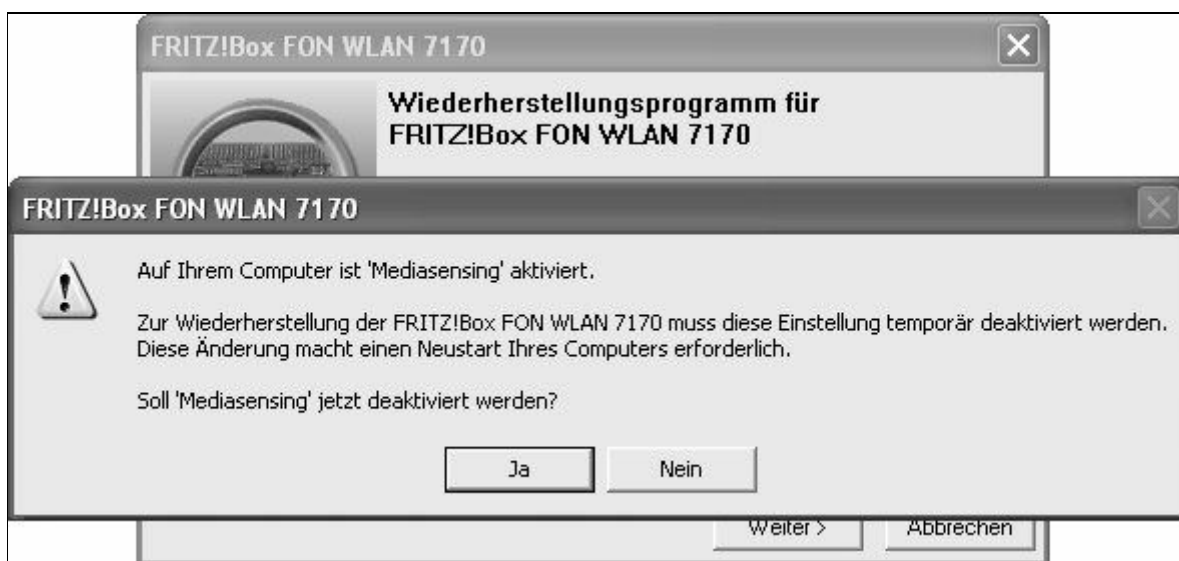 FRITZ!Box FON WLAN 7170
Wiederherstellungsprogramm für
FRITZ!Box FON WLAN 7170
FRITZ!Box FON WLAN 7170
Auf Ihrem Computer ist 'Mediasensing' aktiviert.
Zur Wiederherstellung der FRITZ!Box FON WLAN 7170 muss diese Einstellung temporär deaktiviert werden.
Diese Änderung macht einen Neustart Ihres Computers erforderlich.
Soll 'Mediasensing' jetzt deaktiviert werden?
Ja Nein
Weiter > Abbrechen